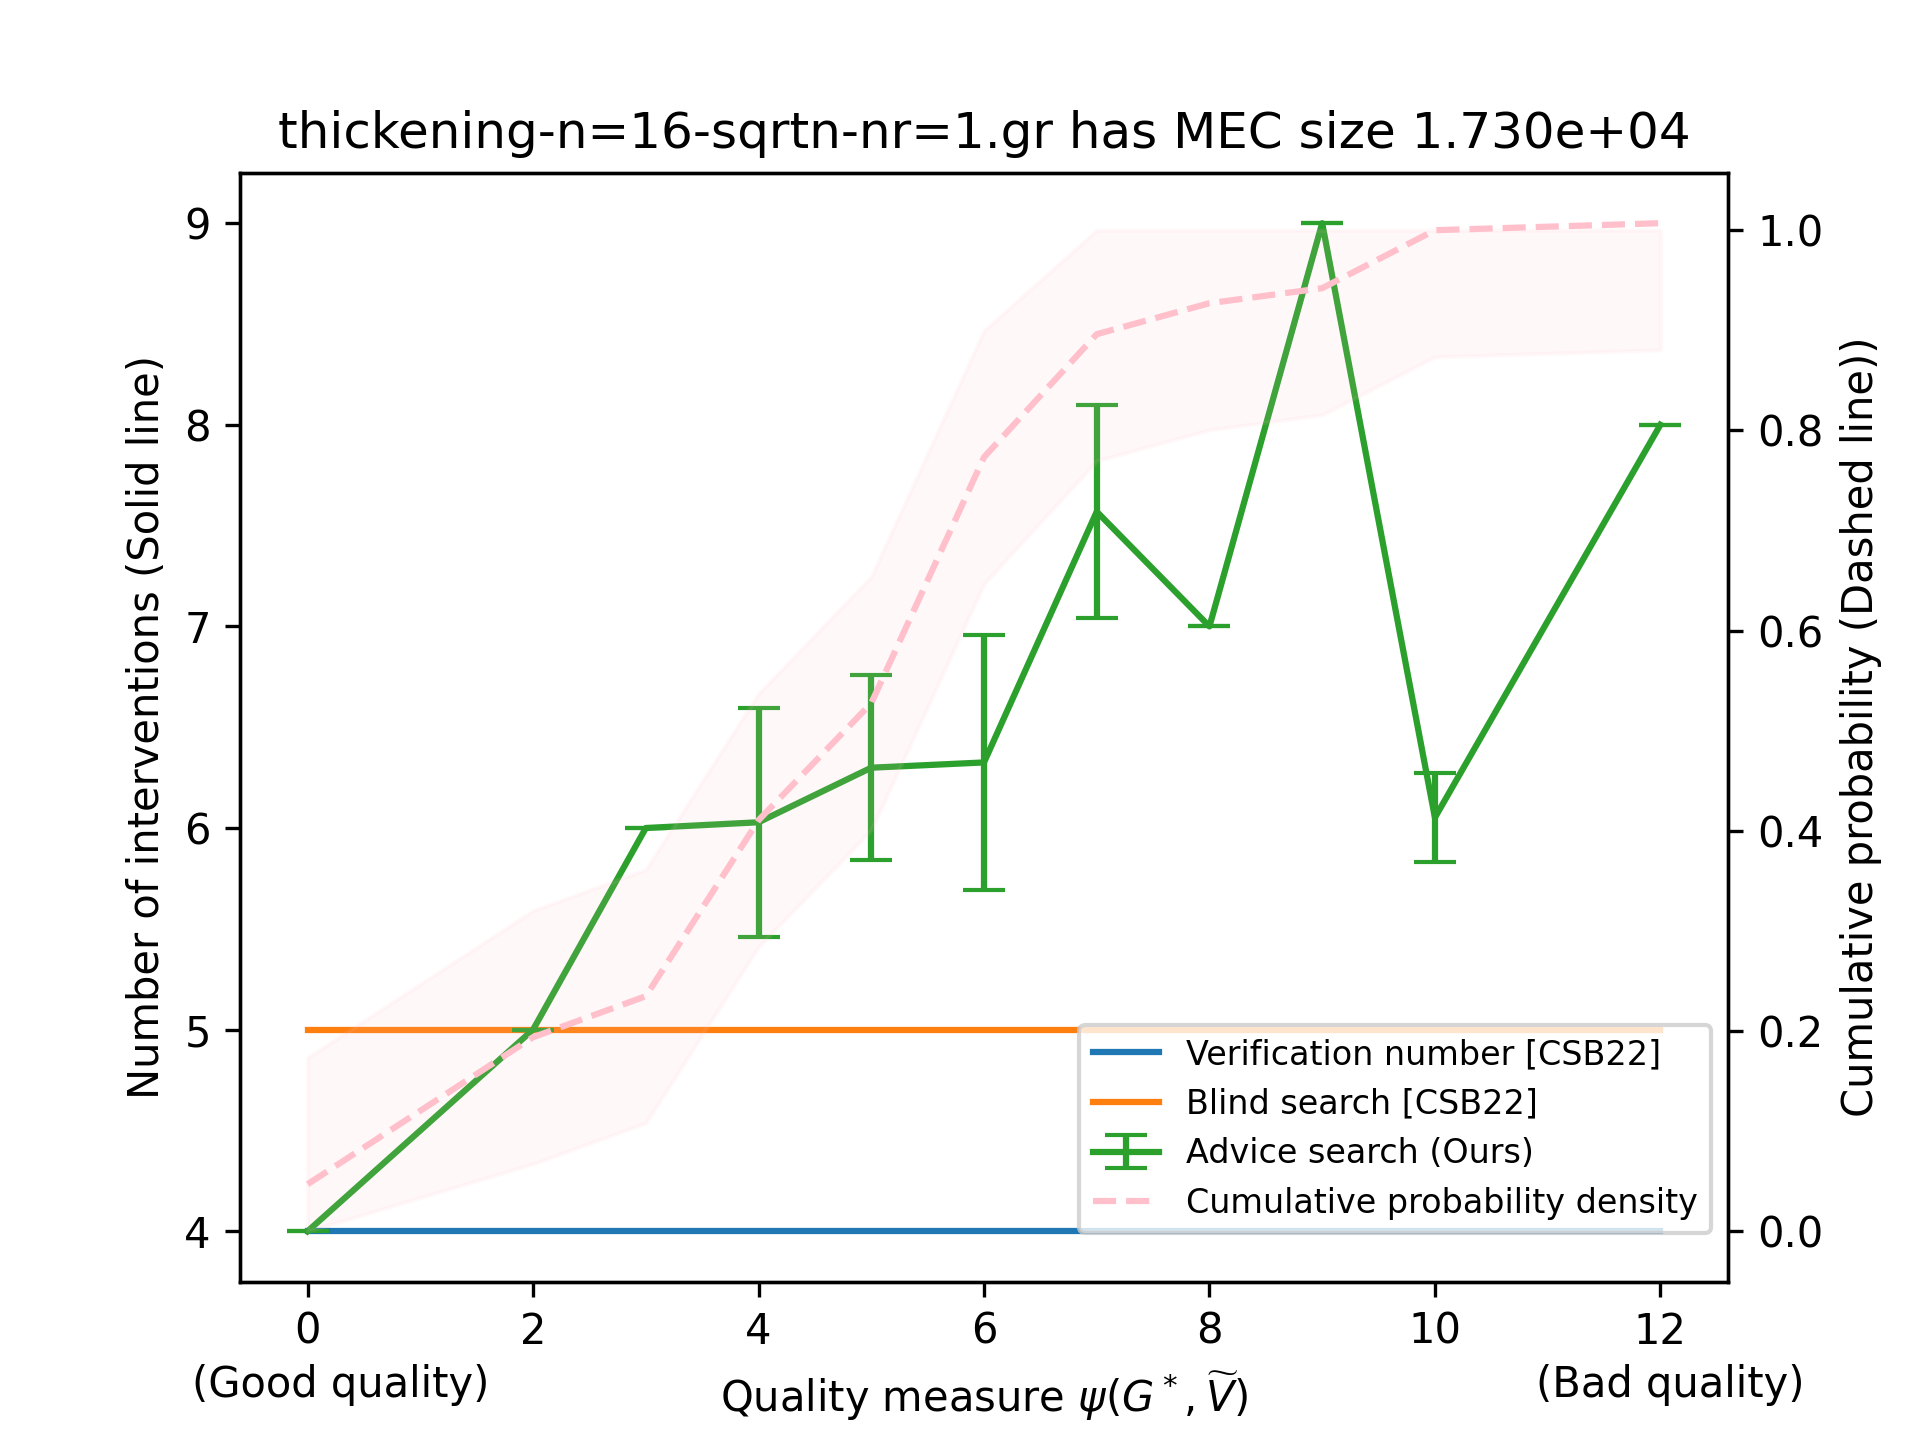 thickening-n=16-sqrtn-nr=1.gr has MEC size 1.730e+04
Number of interventions (Solid line)
9
8
7
6
5
4
1.0
0.8
0.6
0.4
0.2
0.0
Cumulative probability (Dashed line))
Verification number [CSB22]
Blind search [CSB22]
Advice search (Ours)
Cumulative probability density
0 2 4 6 8 10 12
(Good quality) (Bad quality)
Quality measure ψ(G*, Ṽ)